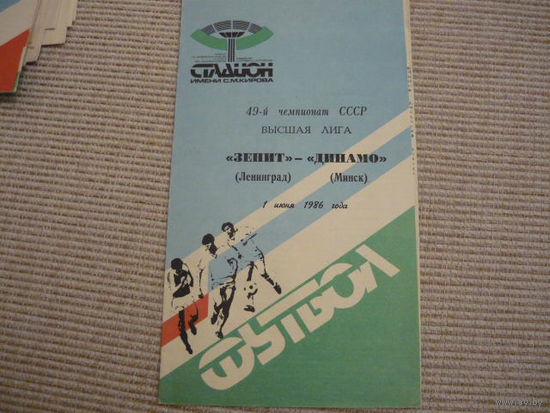 СТАДИОН
ИМЕНИ С.М.КИРОВА
49-й чемпионат СССР
ВЫСШАЯ ЛИГА
«ЗЕНИТ» – «ДИНАМО»
(Ленинград) (Минск)
1 июня 1986 года
ФУТБОЛ